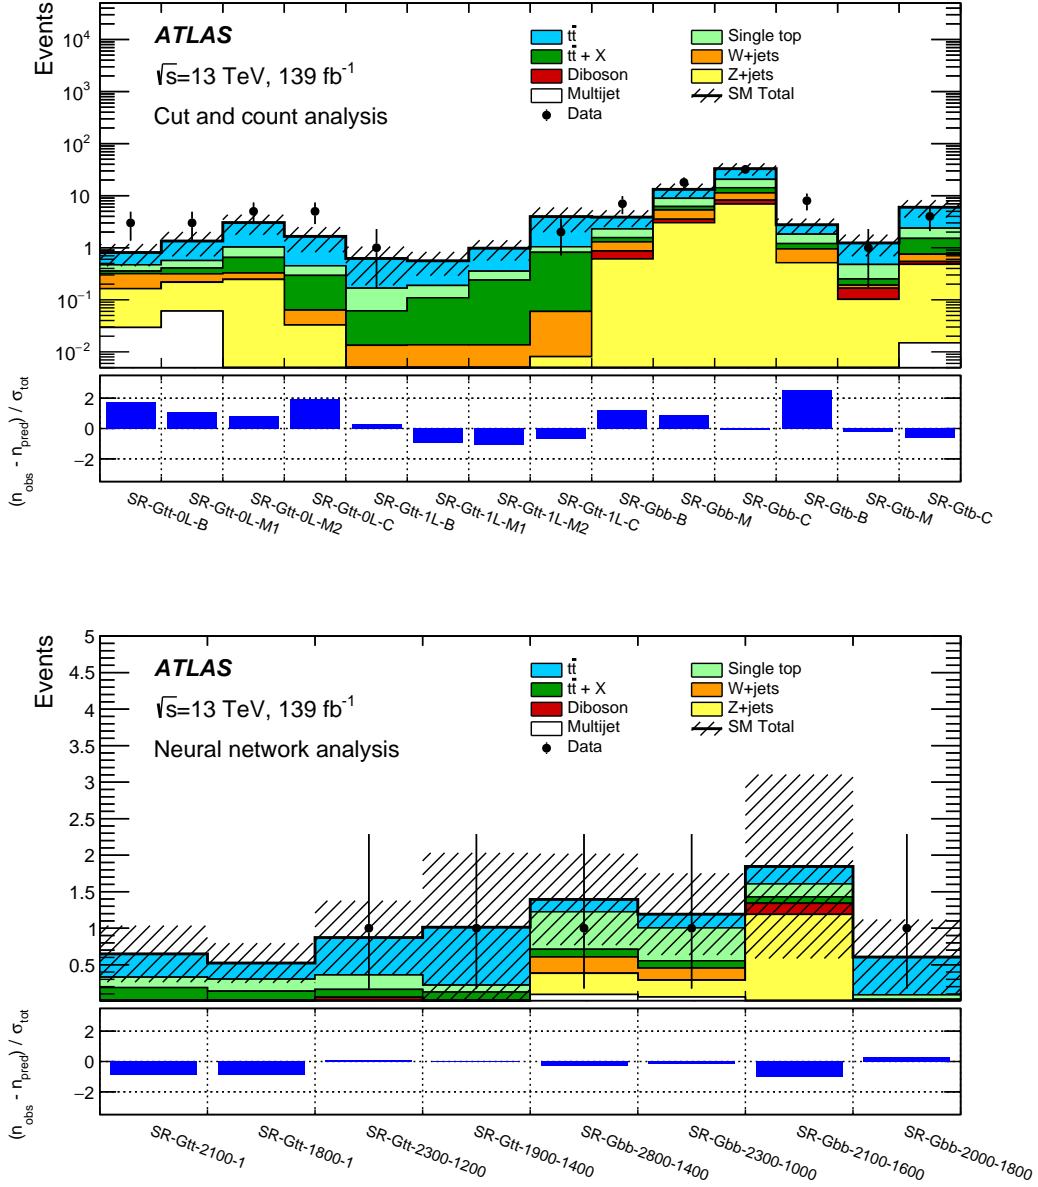 Events
10⁴
10³
10²
10
1
10⁻¹
10⁻²
ATLAS
√s=13 TeV, 139 fb⁻¹
Cut and count analysis
tt̄
tt̄ + X
Diboson
Multijet
Data
Single top
W+jets
Z+jets
SM Total
(n_obs - n_pred) / σ_tot
2
0
−2
SR-Gtt-0L-B
SR-Gtt-0L-M1
SR-Gtt-0L-M2
SR-Gtt-0L-C
SR-Gtt-1L-B
SR-Gtt-1L-M1
SR-Gtt-1L-M2
SR-Gtt-1L-C
SR-Gbb-B
SR-Gbb-M
SR-Gbb-C
SR-Gtb-B
SR-Gtb-M
SR-Gtb-C
Events
5
4.5
4
3.5
3
2.5
2
1.5
1
0.5
ATLAS
√s=13 TeV, 139 fb⁻¹
Neural network analysis
tt̄
tt̄ + X
Diboson
Multijet
Data
Single top
W+jets
Z+jets
SM Total
(n_obs - n_pred) / σ_tot
2
0
−2
SR-Gtt-2100-1
SR-Gtt-1800-1
SR-Gtt-2300-1200
SR-Gtt-1900-1400
SR-Gbb-2800-1400
SR-Gbb-2300-1000
SR-Gbb-2100-1600
SR-Gbb-2000-1800